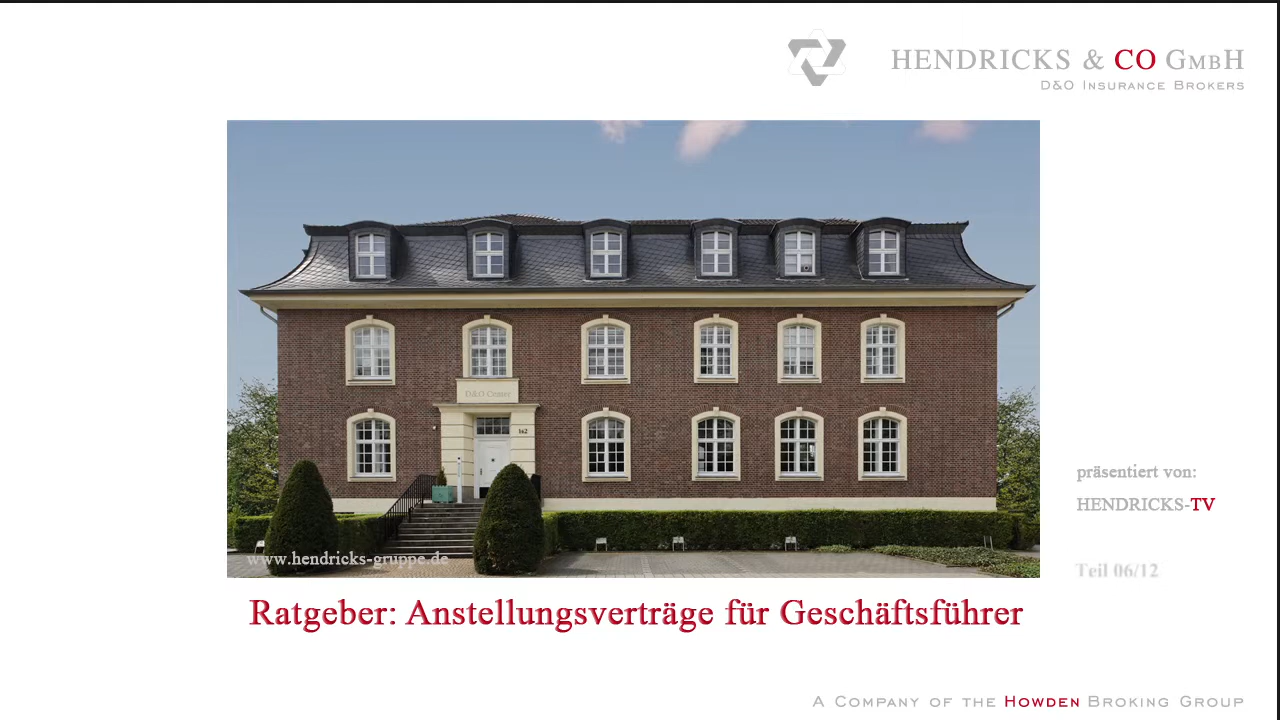 HENDRICKS & CO GMBH
D&O INSURANCE BROKERS
D&O Center
142
www.hendricks-gruppe.de
präsentiert von:
HENDRICKS-TV
Teil 06/12
Ratgeber: Anstellungsverträge für Geschäftsführer
A COMPANY OF THE HOWDEN BROKING GROUP